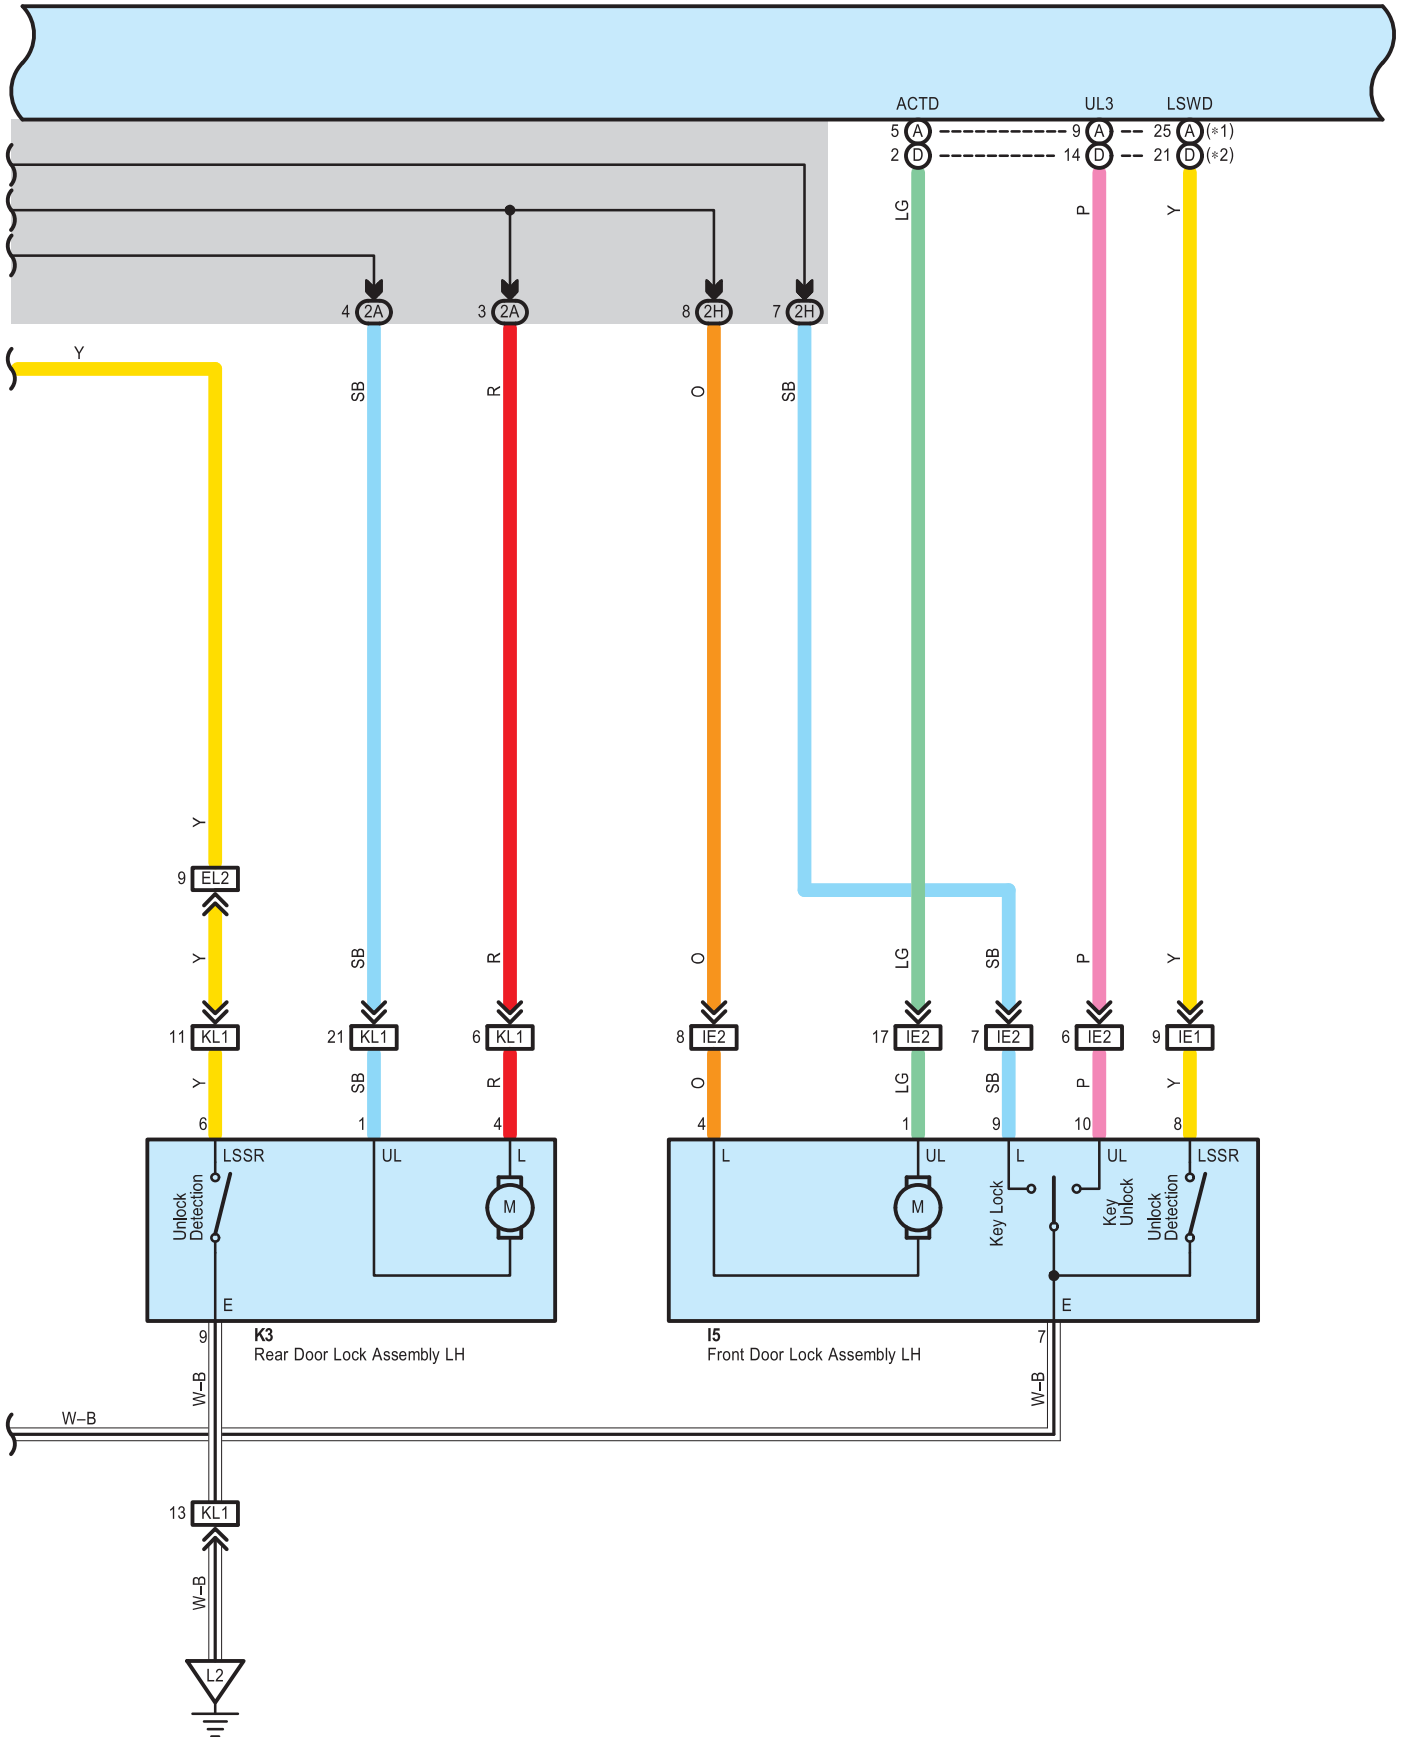 ACTD UL3 LSWD
5 A 9 A 25 A (*1)
2 D 14 D 21 D (*2)
LG P Y
4 2A 3 2A 8 2H 7 2H
Y
SB R O SB
Y
9 EL2
Y SB R O LG SB P Y
11 KL1 21 KL1 6 KL1 8 IE2 17 IE2 7 IE2 6 IE2 9 IE1
Y SB R O LG SB P Y
6 1 4 4 1 9 10 8
LSSR UL L L UL L UL LSSR
Unlock
Detection
M
M
Key Lock
Key
Unlock
Unlock
Detection
E E
9 K3 I5 7
Rear Door Lock Assembly LH Front Door Lock Assembly LH
W–B W–B
W–B
13 KL1
W–B
L2